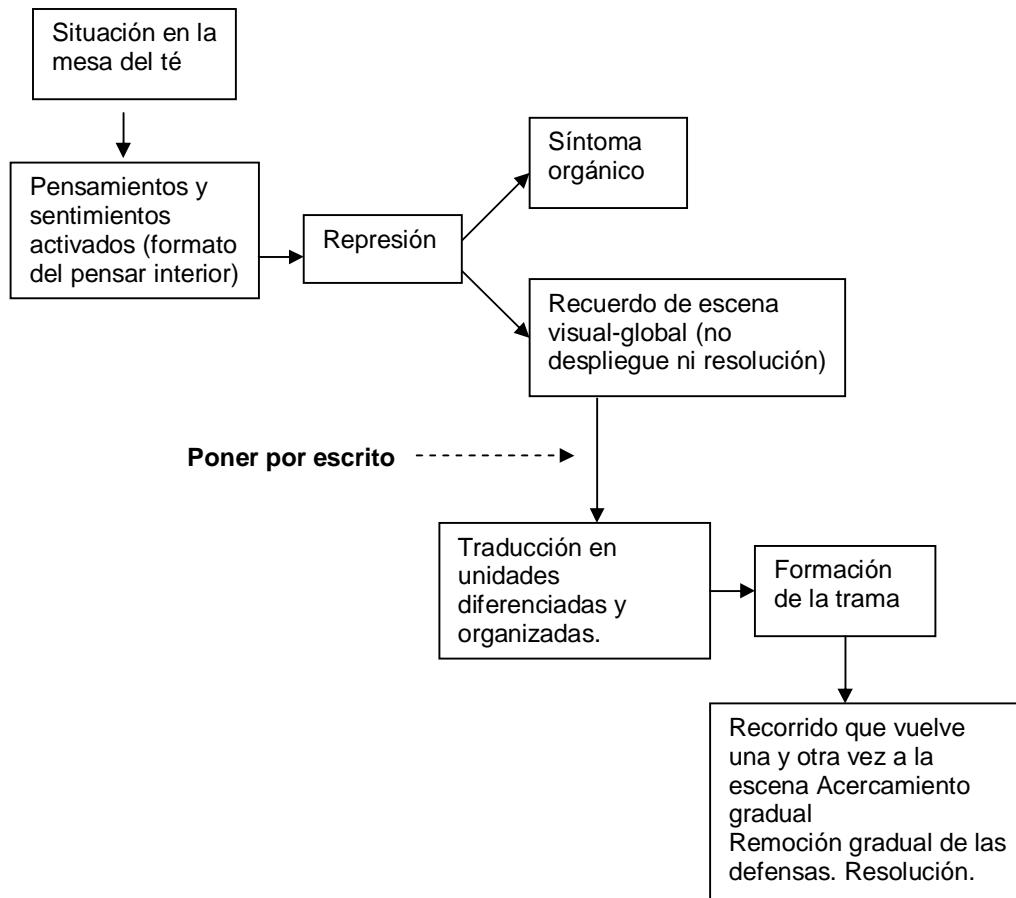 Situación en la
mesa del té
Pensamientos y
sentimientos
activados (formato
del pensar interior)
Represión
Síntoma
orgánico
Recuerdo de escena
visual-global (no
despliegue ni resolución)
Poner por escrito
Traducción en
unidades
diferenciadas y
organizadas.
Formación
de la trama
Recorrido que vuelve
una y otra vez a la
escena Acercamiento
gradual
Remoción gradual de las
defensas. Resolución.